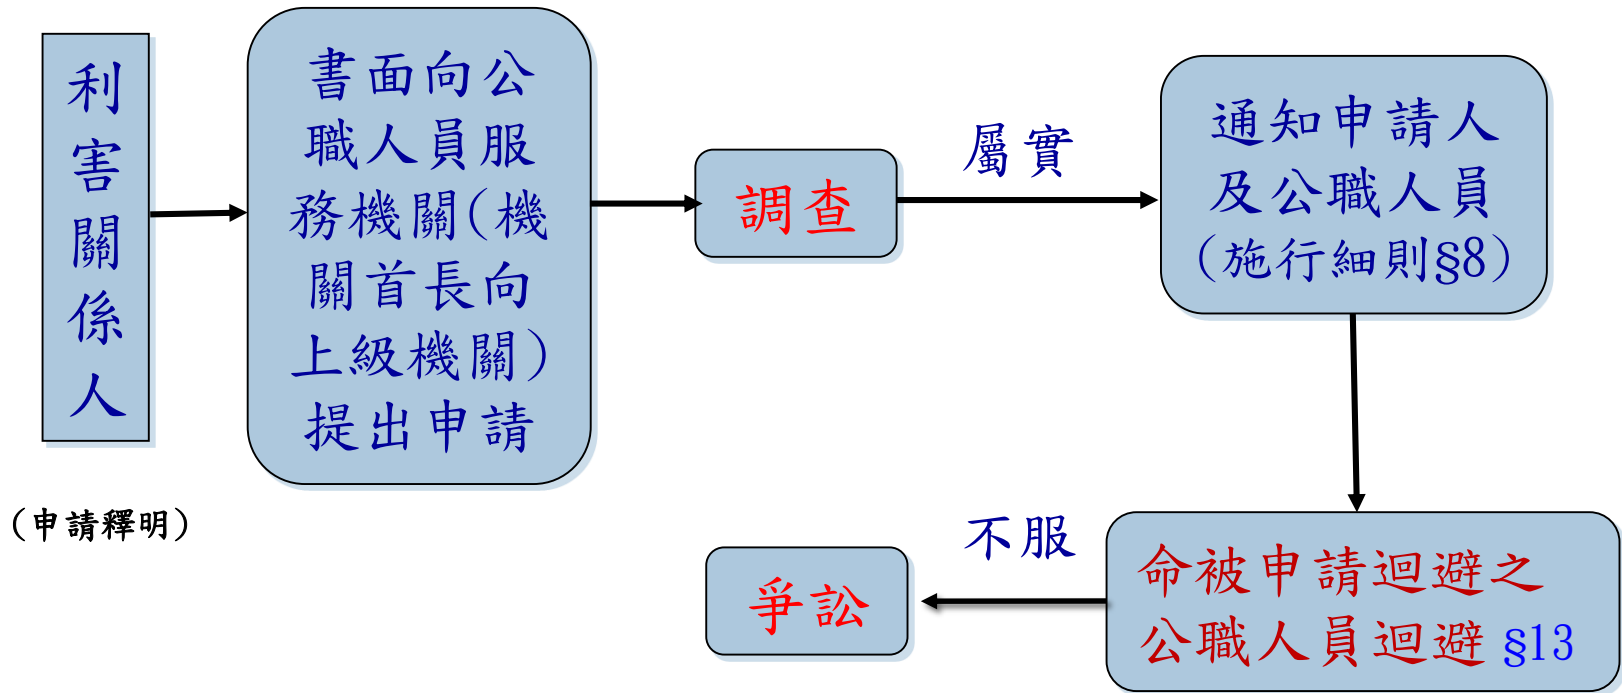 利
害
關
係
人
(申請釋明)
書面向公
職人員服
務機關(機
關首長向
上級機關)
提出申請
調查
屬實
通知申請人
及公職人員
(施行細則§8)
命被申請迴避之
公職人員迴避 §13
不服
爭訟